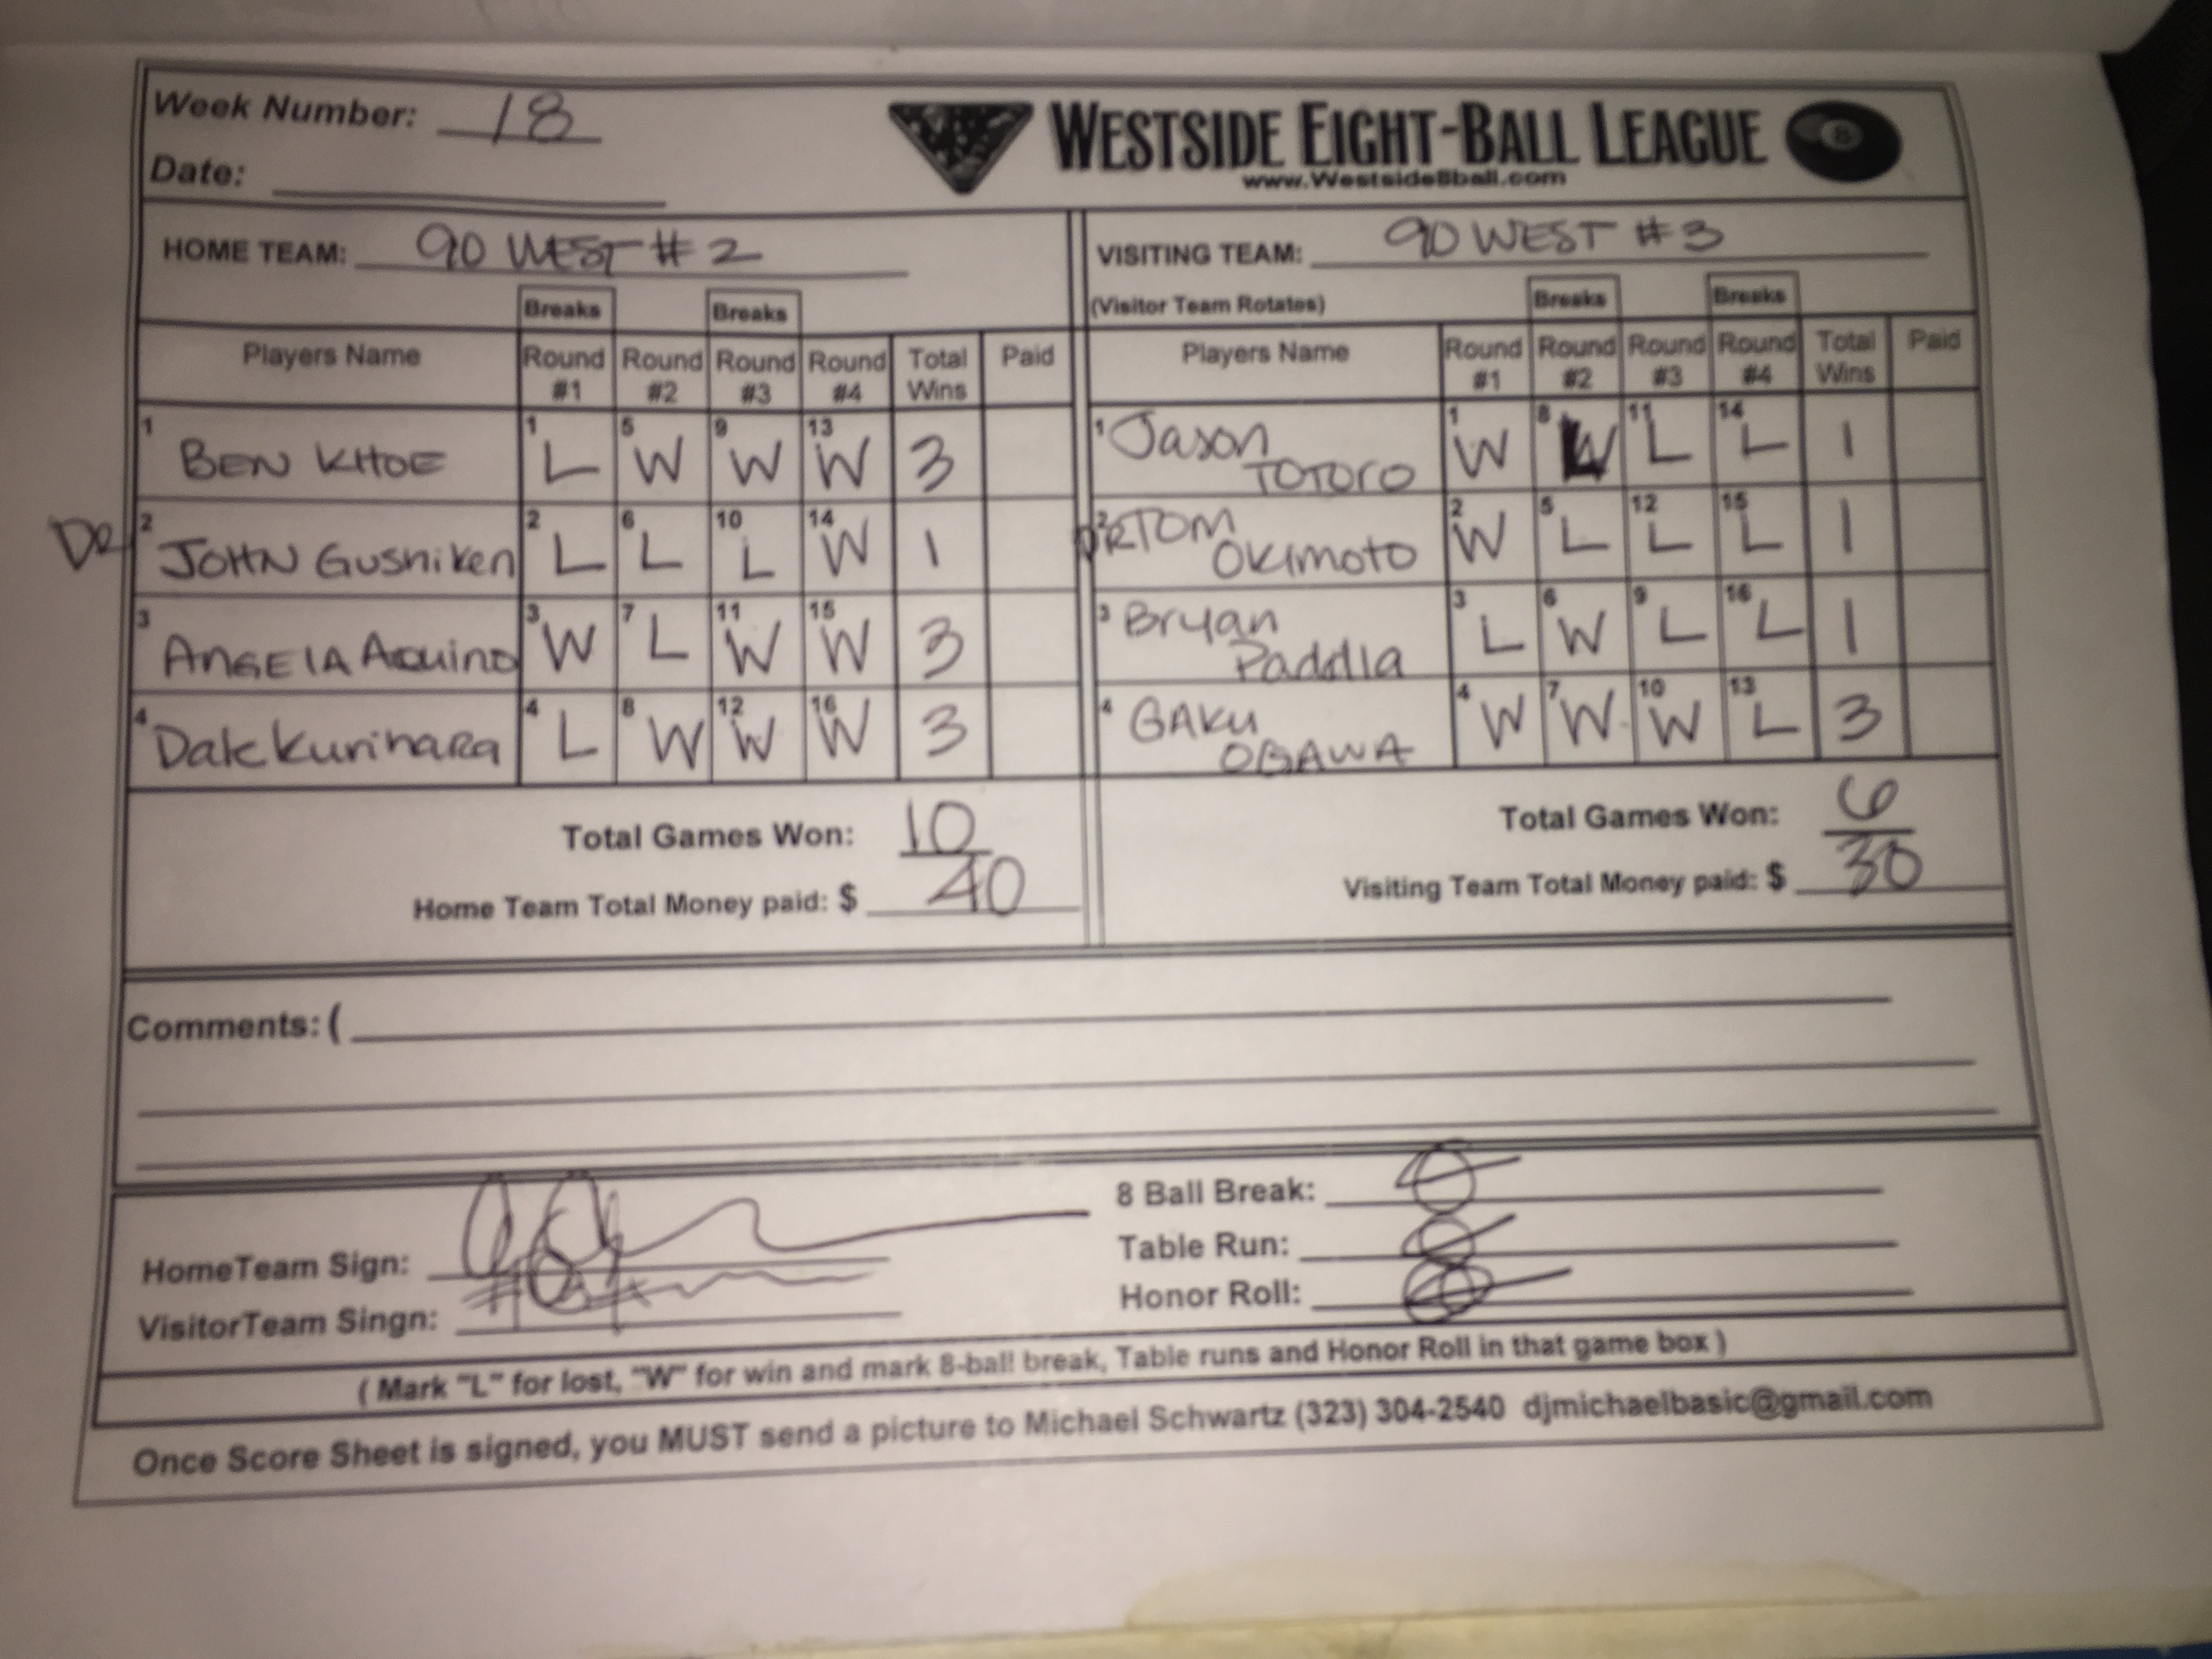 Week Number: 18
WESTSIDE EIGHT-BALL LEAGUE
8
www.Westside8ball.com
Date:
HOME TEAM: 90 WEST #2
VISITING TEAM: 90 WEST #3
(Visitor Team Rotates)
Breaks Breaks
Breaks Breaks
Players Name Round #1 Round #2 Round #3 Round #4 Total Wins Paid
Players Name Round #1 Round #2 Round #3 Round #4 Total Wins Paid
1 BEN KHOE 1 L 5 W 9 W 13 W 3
1 Jason TOTORO 1 W 8 11 L 14 L 1
DR 2 JOHN Gushiken 2 L 6 L 10 L 14 W 1
2 DR TOM OKIMOTO 2 W 5 L 12 L 15 L 1
3 ANGELA Aquino 3 W 7 L 11 W 15 W 3
3 Bryan Padilla 3 L 6 W 9 L 16 L 1
4 Dale Kurihara 4 L 8 W 12 W 16 W 3
4 GAKU OGAWA 4 W 7 W 10 W 13 L 3
Total Games Won: 10
Home Team Total Money paid: $ 40
Total Games Won: 6
Visiting Team Total Money paid: $ 30
Comments: (
HomeTeam Sign:
VisitorTeam Singn:
8 Ball Break:
Table Run:
Honor Roll:
( Mark "L" for lost, "W" for win and mark 8-ball break, Table runs and Honor Roll in that game box )
Once Score Sheet is signed, you MUST send a picture to Michael Schwartz (323) 304-2540 djmichaelbasic@gmail.com